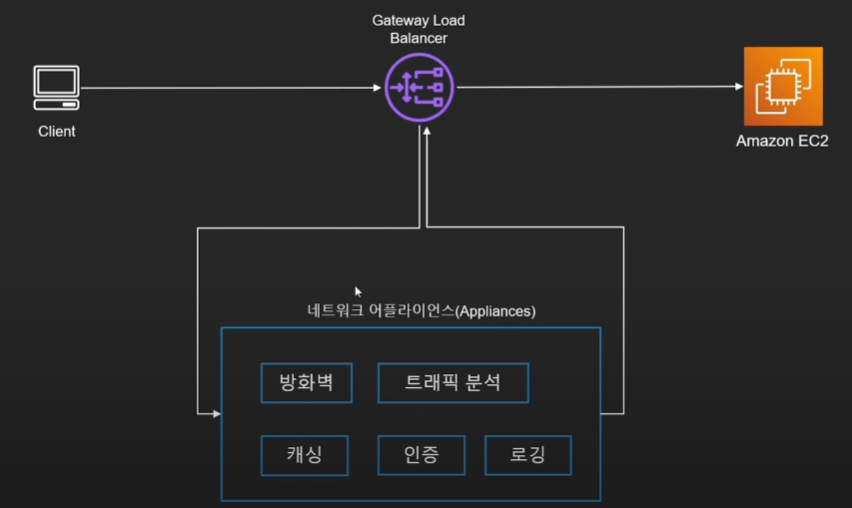 Gateway Load
Balancer
Client
Amazon EC2
네트워크 어플라이언스(Appliances)
방화벽
트래픽 분석
캐싱
인증
로깅